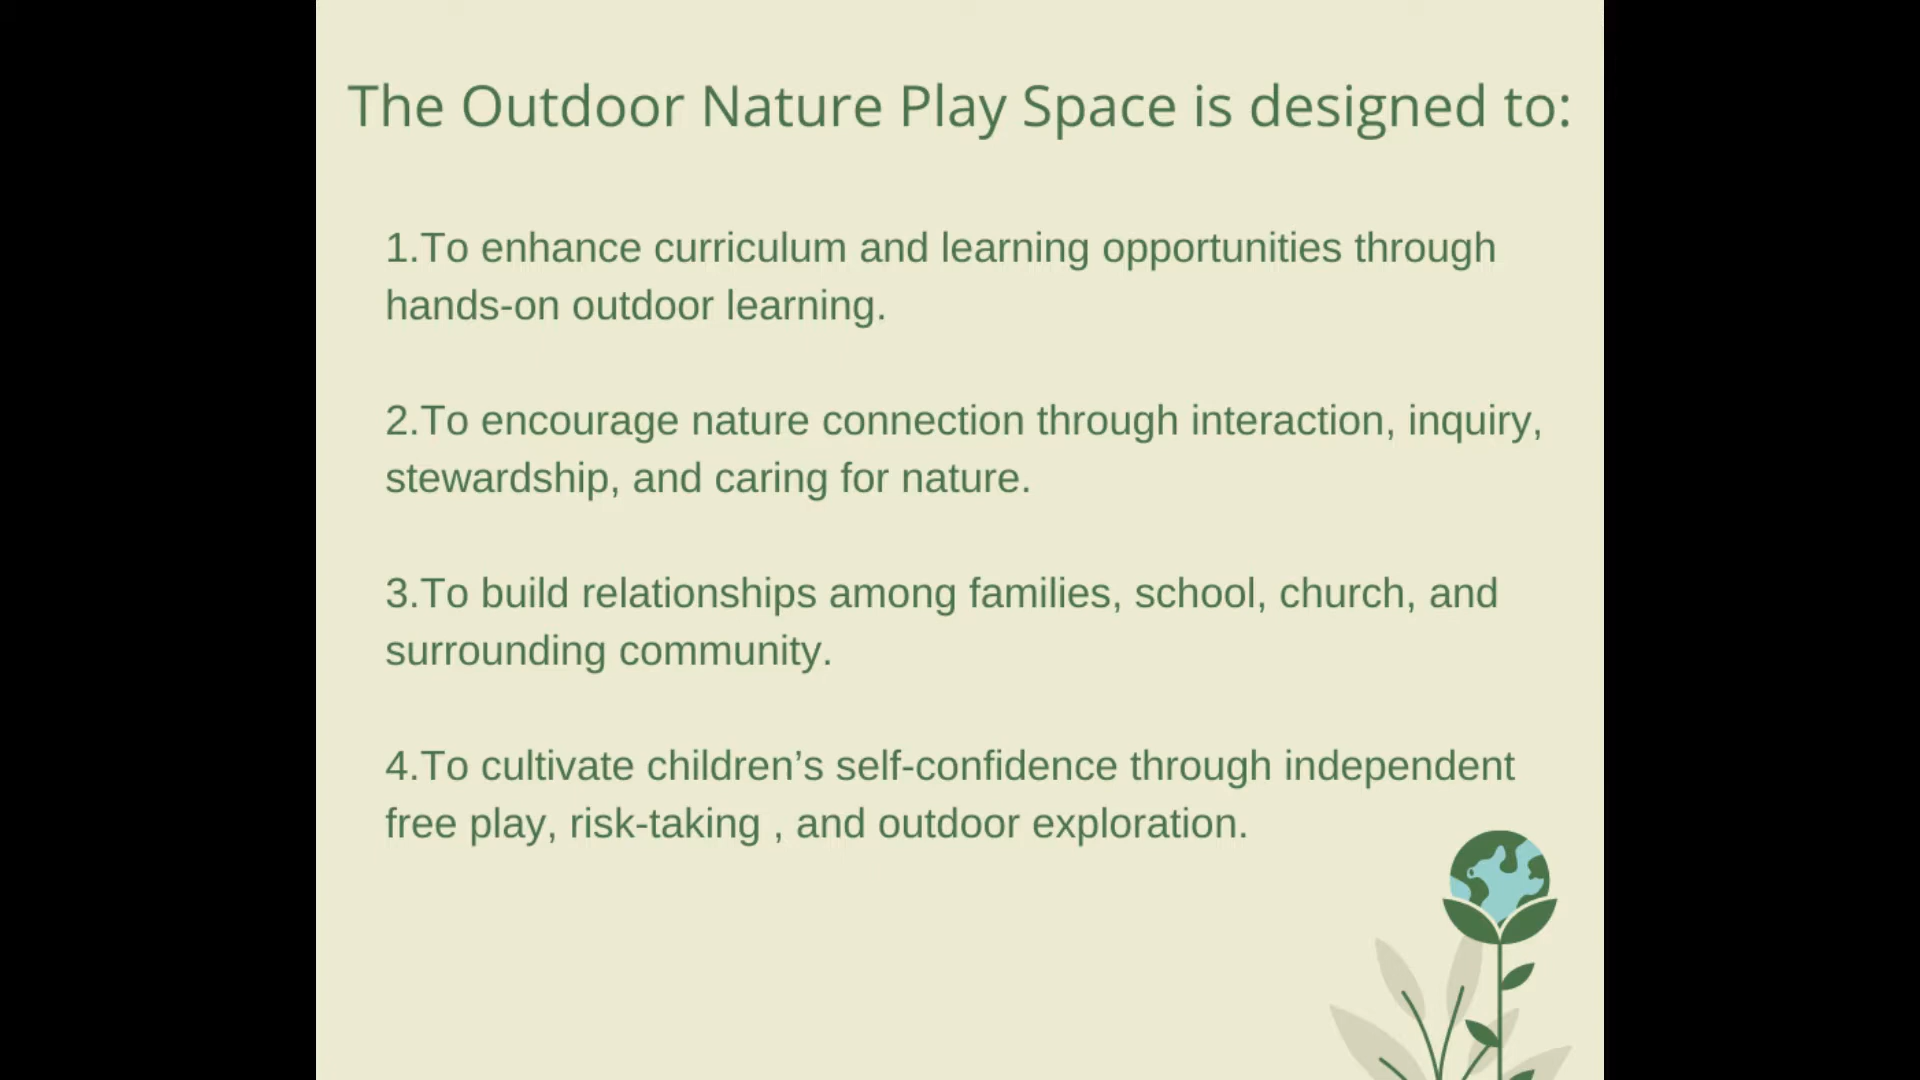 The Outdoor Nature Play Space is designed to:
1.To enhance curriculum and learning opportunities through
hands-on outdoor learning.
2.To encourage nature connection through interaction, inquiry,
stewardship, and caring for nature.
3.To build relationships among families, school, church, and
surrounding community.
4.To cultivate children’s self-confidence through independent
free play, risk-taking , and outdoor exploration.